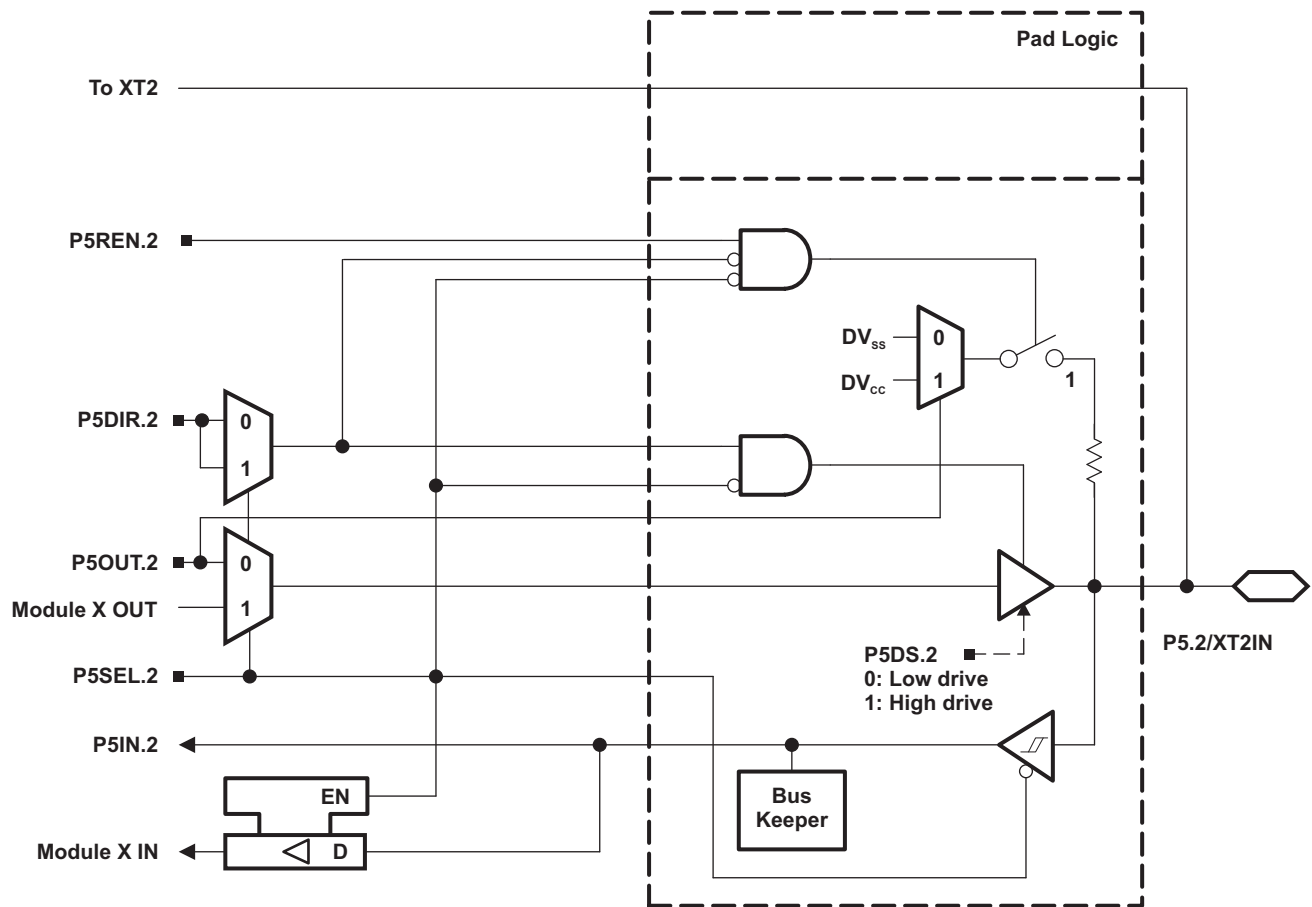 Pad Logic
To XT2
P5REN.2
DVSS
0
DVCC
1
1
P5DIR.2
0
1
P5OUT.2
0
Module X OUT
1
P5SEL.2
P5DS.2
0: Low drive
1: High drive
P5.2/XT2IN
P5IN.2
Bus
Keeper
EN
Module X IN
D